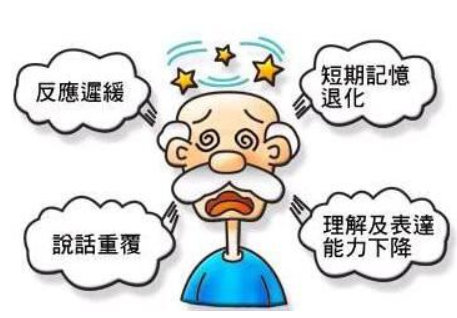 反應遲緩
短期記憶
退化
說話重覆
理解及表達
能力下降